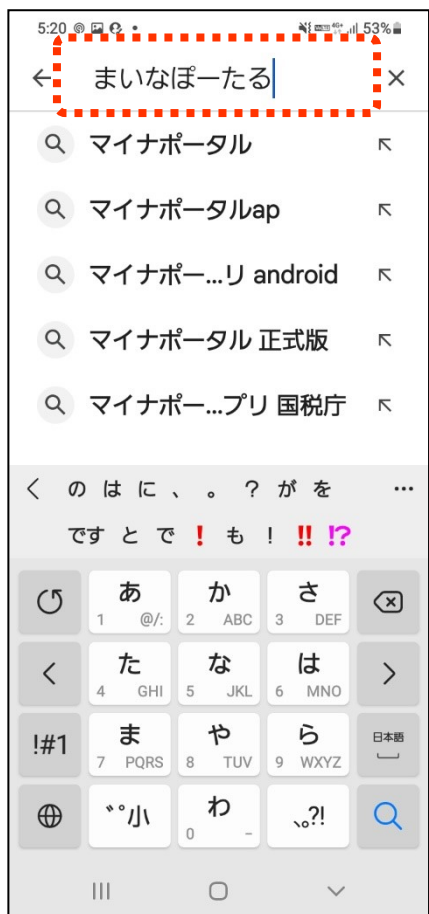 5:20 53%
まいなぽーたる
マイナポータル
マイナポータルap
マイナポー...リ android
マイナポータル 正式版
マイナポー...プリ 国税庁
の は に 、 。 ? が を ...
です と で ! も ! !! !?
あ 1 @/: か 2 ABC さ 3 DEF
た 4 GHI な 5 JKL は 6 MNO
!#1 ま 7 PQRS や 8 TUV ら 9 WXYZ 日本語
゛゜小 わ 0 － 、。?!